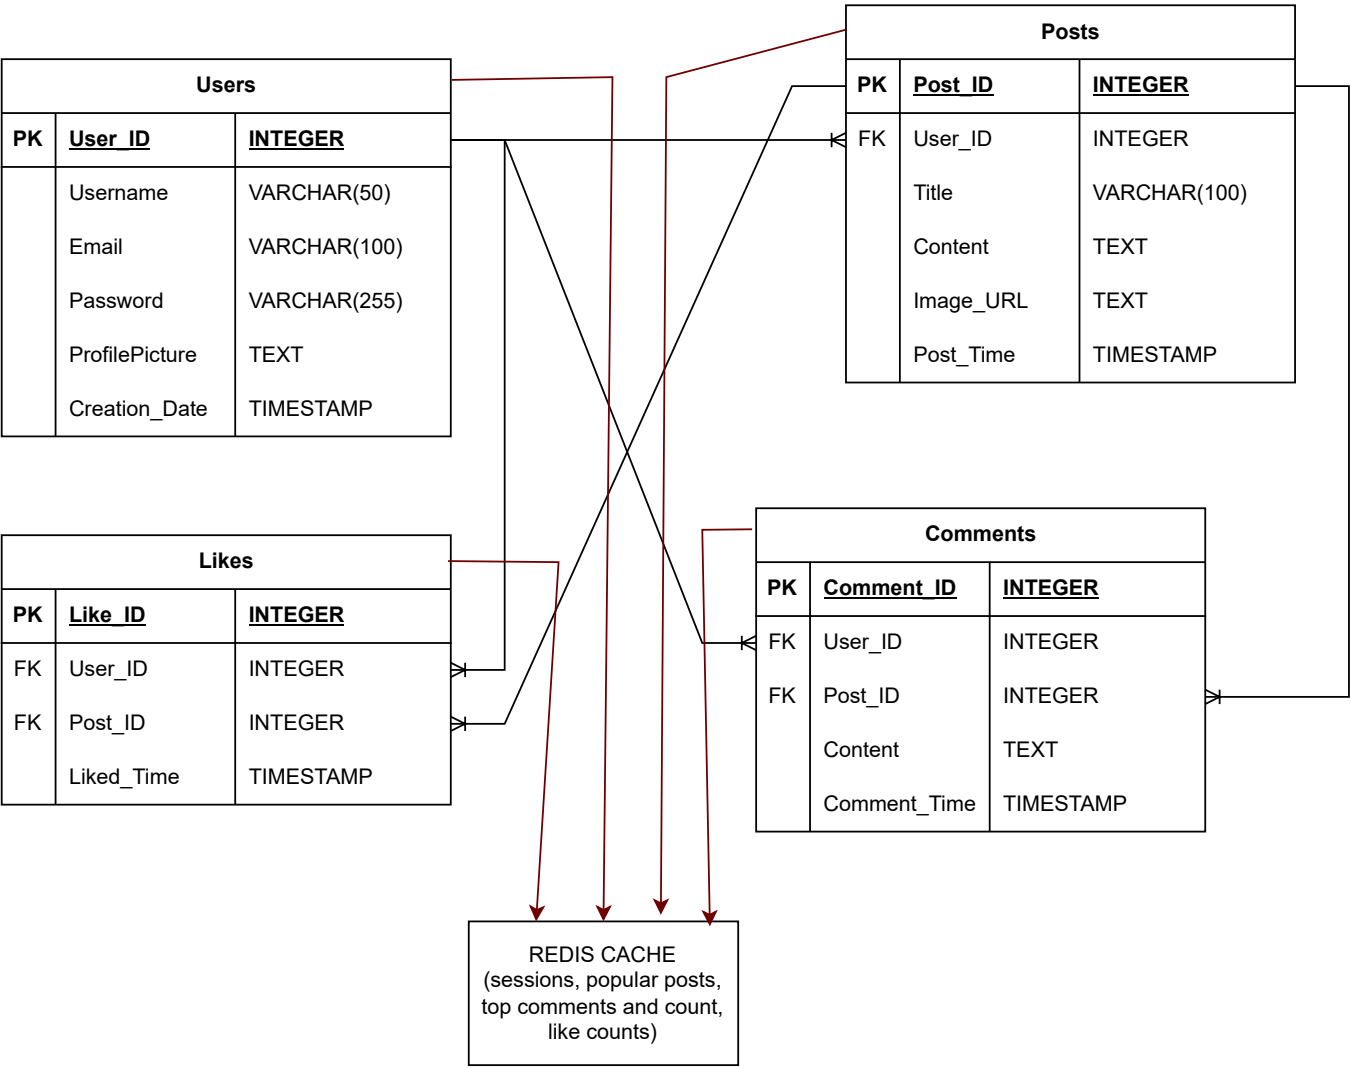 Users
PK User_ID INTEGER
Username VARCHAR(50)
Email VARCHAR(100)
Password VARCHAR(255)
ProfilePicture TEXT
Creation_Date TIMESTAMP
Posts
PK Post_ID INTEGER
FK User_ID INTEGER
Title VARCHAR(100)
Content TEXT
Image_URL TEXT
Post_Time TIMESTAMP
Likes
PK Like_ID INTEGER
FK User_ID INTEGER
FK Post_ID INTEGER
Liked_Time TIMESTAMP
Comments
PK Comment_ID INTEGER
FK User_ID INTEGER
FK Post_ID INTEGER
Content TEXT
Comment_Time TIMESTAMP
REDIS CACHE
(sessions, popular posts,
top comments and count,
like counts)